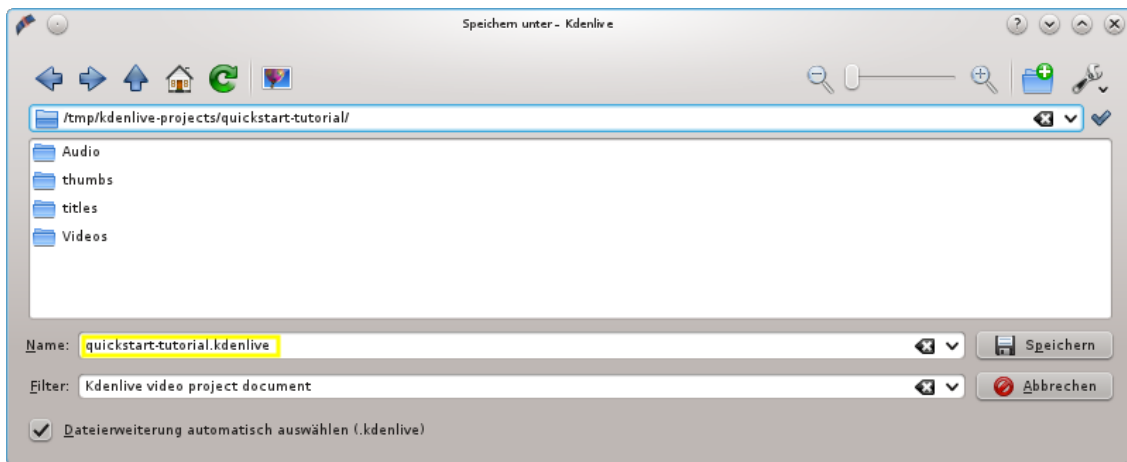 Speichern unter – Kdenlive
/tmp/kdenlive-projects/quickstart-tutorial/
Audio
thumbs
titles
Videos
Name: quickstart-tutorial.kdenlive Speichern
Filter: Kdenlive video project document Abbrechen
Dateierweiterung automatisch auswählen (.kdenlive)